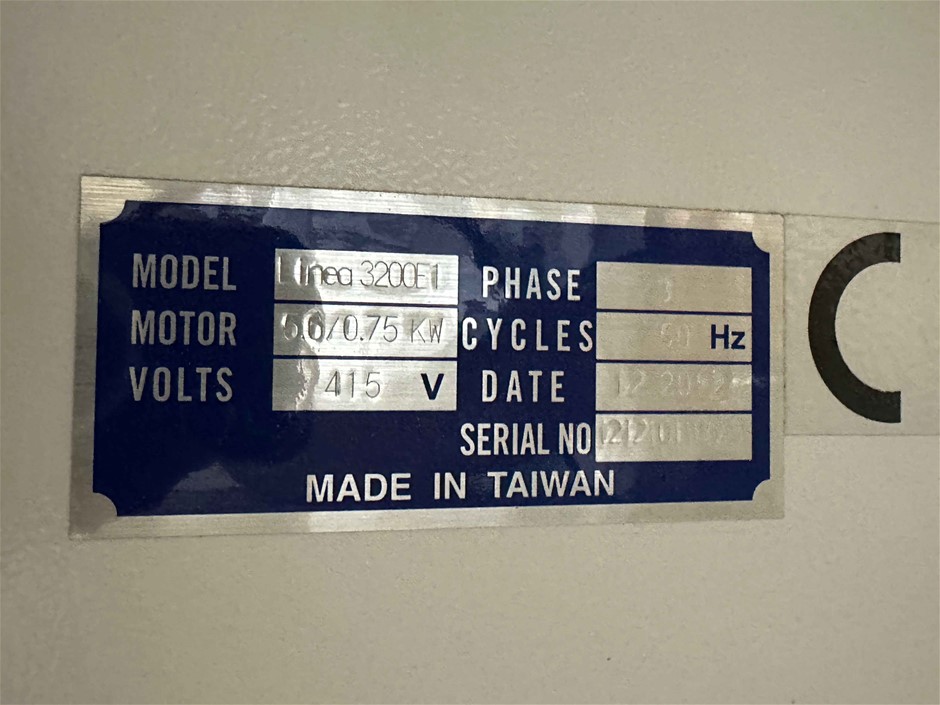 MODEL Linea 3200E1 PHASE 3
MOTOR 5.6/0.75 KW CYCLES 50 Hz
VOLTS 415 V DATE
SERIAL NO
MADE IN TAIWAN